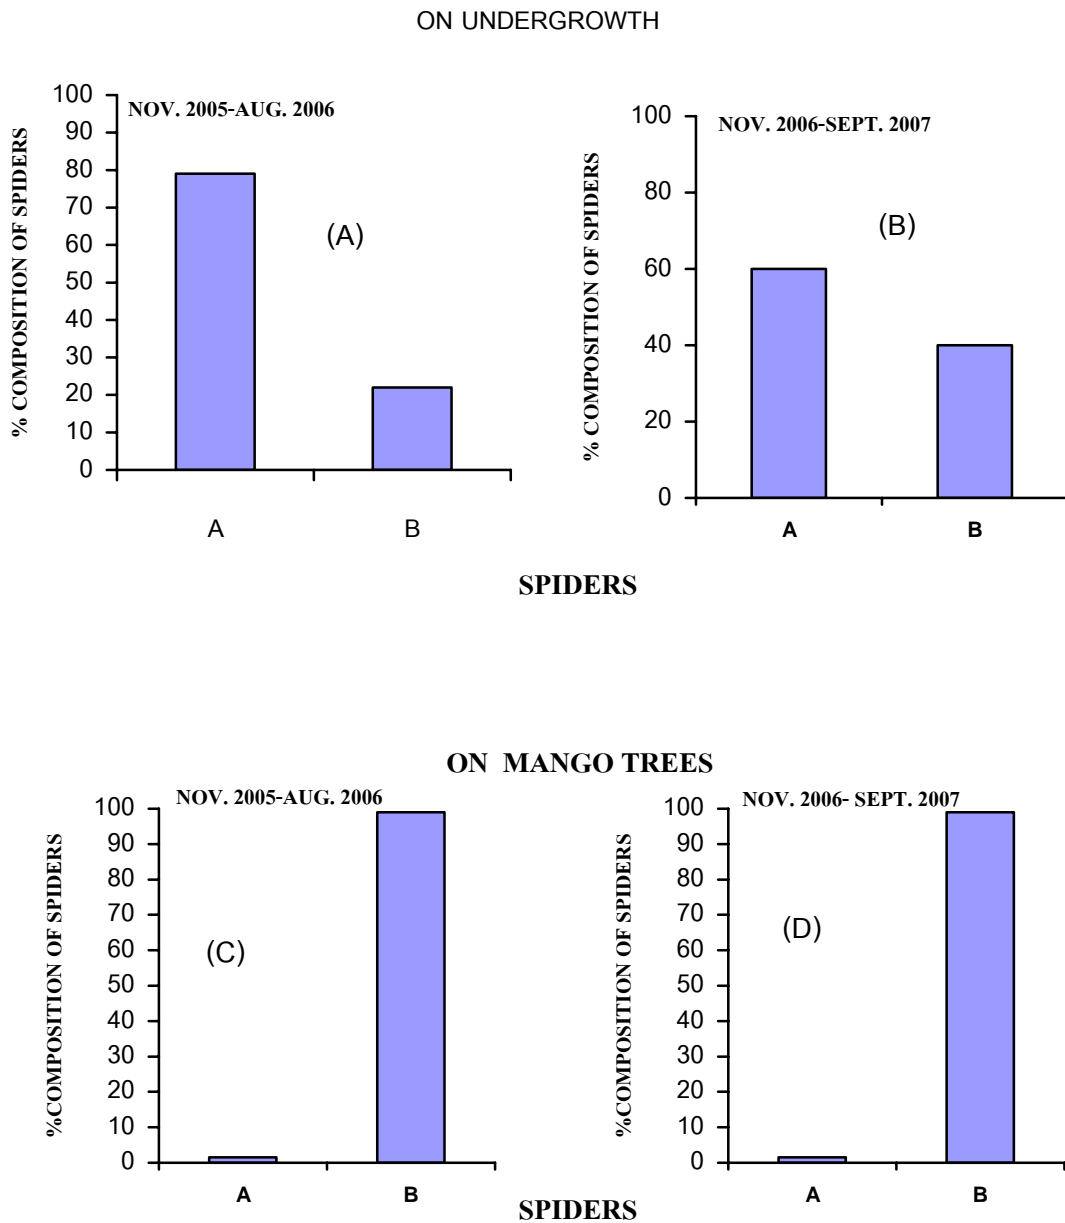 ON UNDERGROWTH
NOV. 2005-AUG. 2006
% COMPOSITION OF SPIDERS
100
90
80
70
60
50
40
30
20
10
0
(A)
A B
NOV. 2006-SEPT. 2007
% COMPOSITION OF SPIDERS
100
80
60
40
20
0
(B)
A B
SPIDERS
ON MANGO TREES
NOV. 2005-AUG. 2006
%COMPOSITION OF SPIDERS
100
90
80
70
60
50
40
30
20
10
0
(C)
A B
NOV. 2006- SEPT. 2007
%COMPOSITION OF SPIDERS
100
90
80
70
60
50
40
30
20
10
0
(D)
A B
SPIDERS